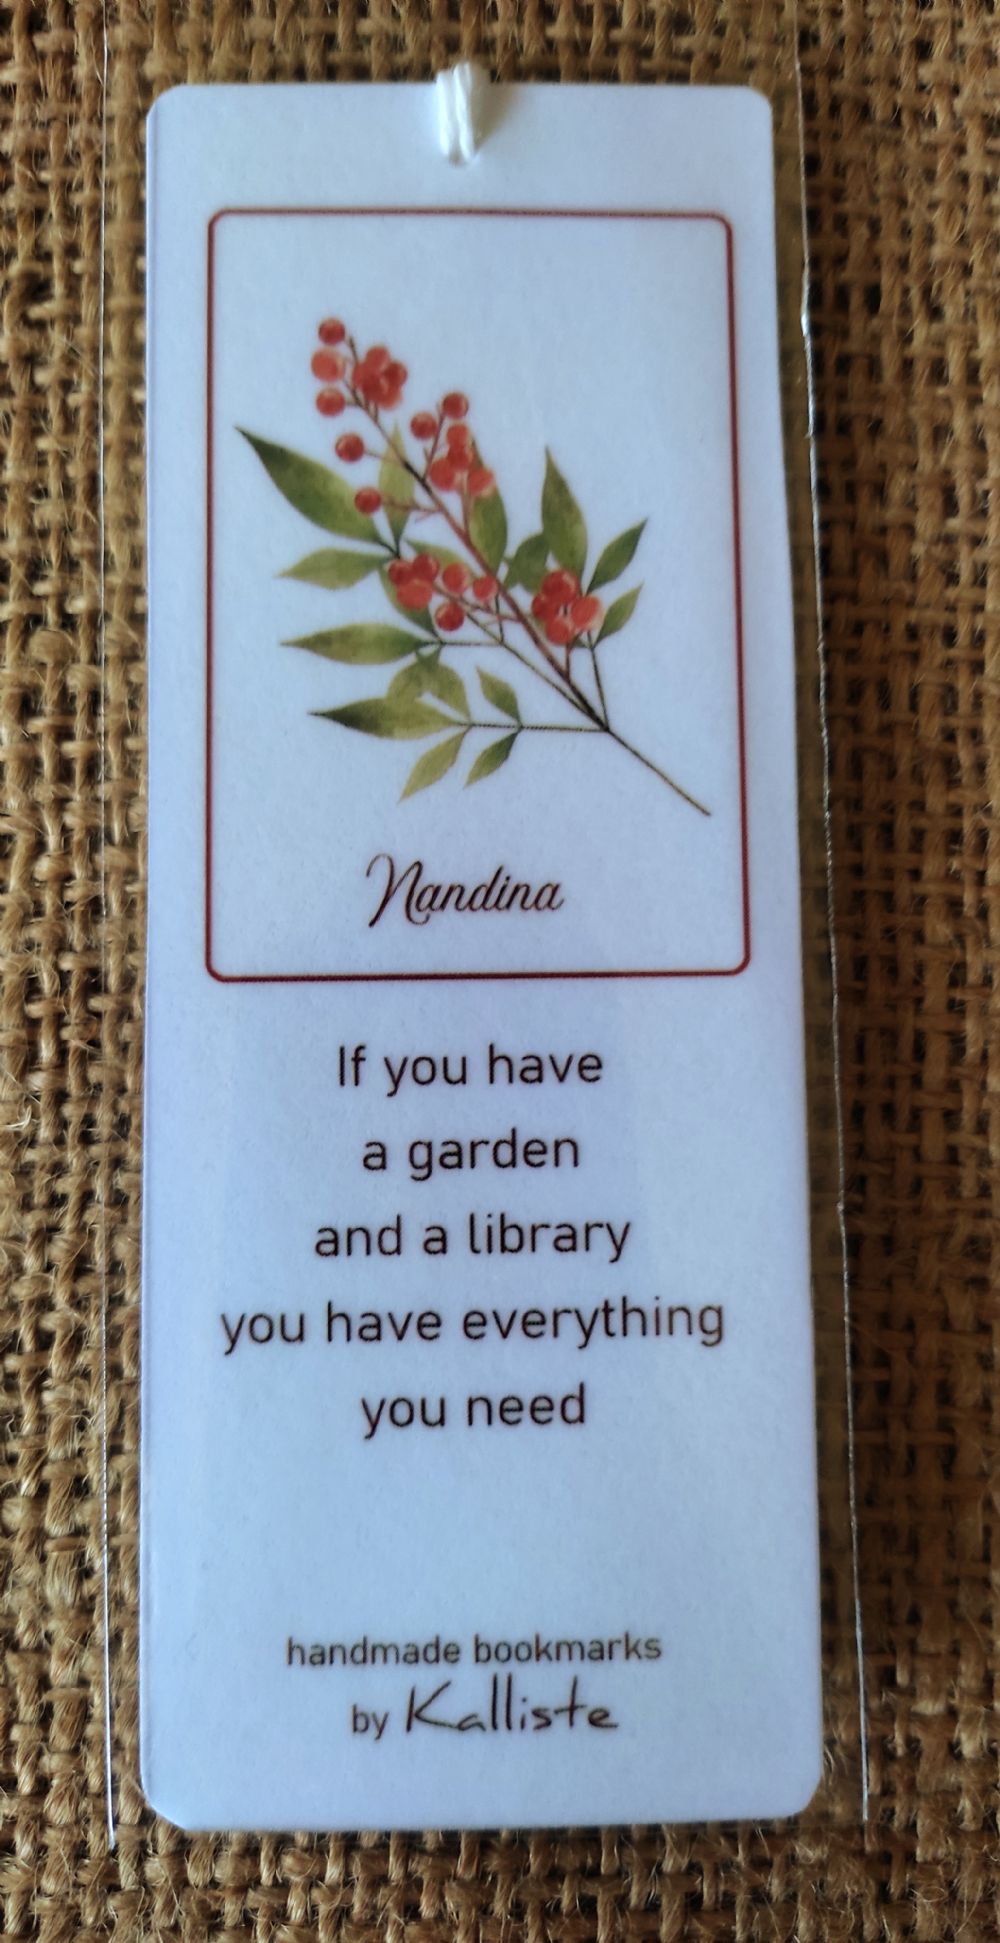 Nandina
If you have
a garden
and a library
you have everything
you need
handmade bookmarks
by Kalliste